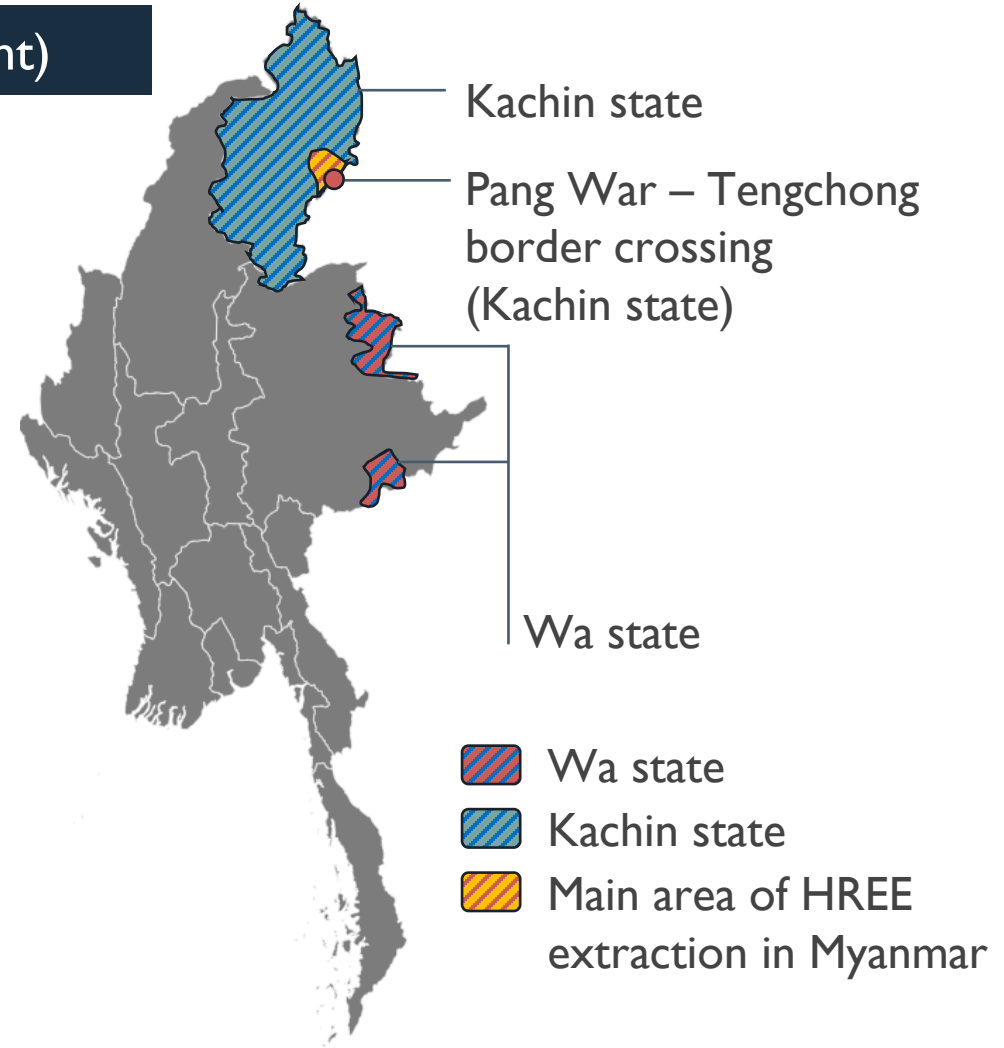 nt)
Kachin state
Pang War – Tengchong
border crossing
(Kachin state)
Wa state
Wa state
Kachin state
Main area of HREE
extraction in Myanmar